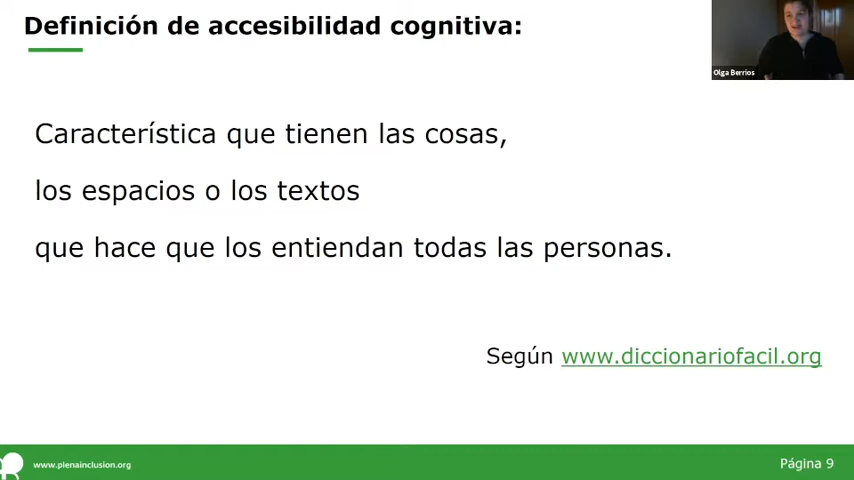 Definición de accesibilidad cognitiva:
Olga Berrios
Característica que tienen las cosas,
los espacios o los textos
que hace que los entiendan todas las personas.
Según www.diccionariofacil.org
www.plenainclusion.org
Página 9